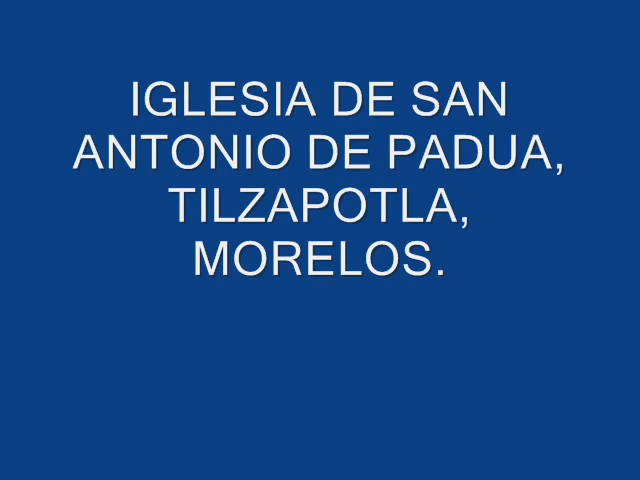 IGLESIA DE SAN
ANTONIO DE PADUA,
TILZAPOTLA,
MORELOS.